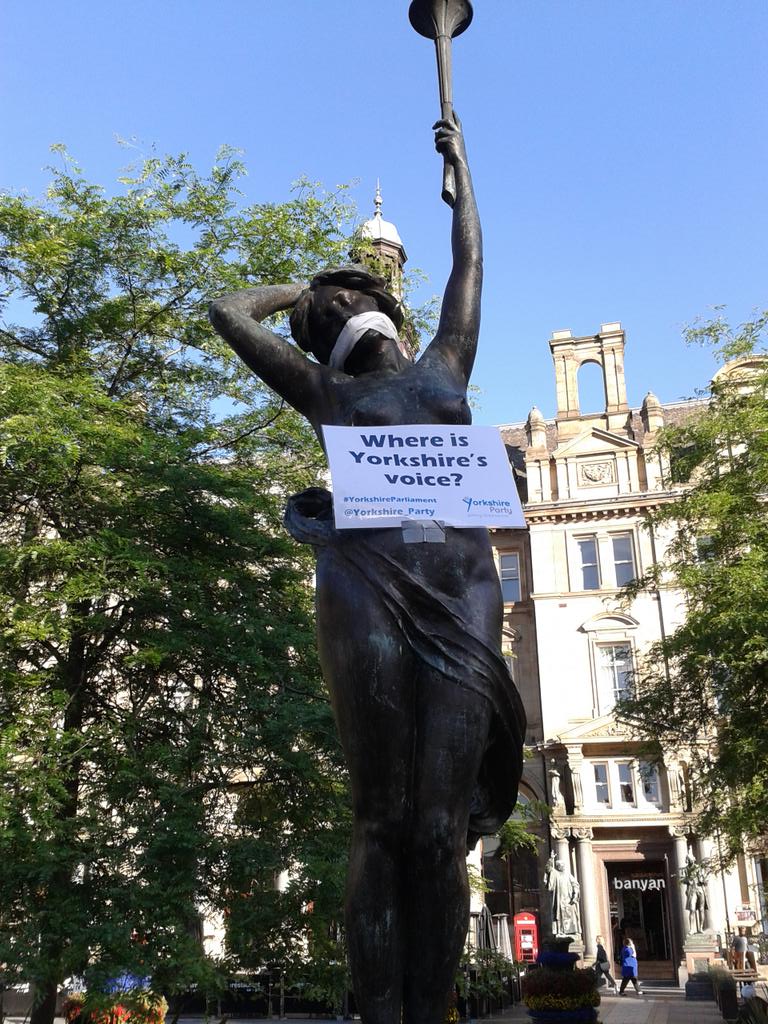 Where is
Yorkshire's
voice?
#YorkshireParliament
@Yorkshire_Party
Yorkshire
Party
banyan